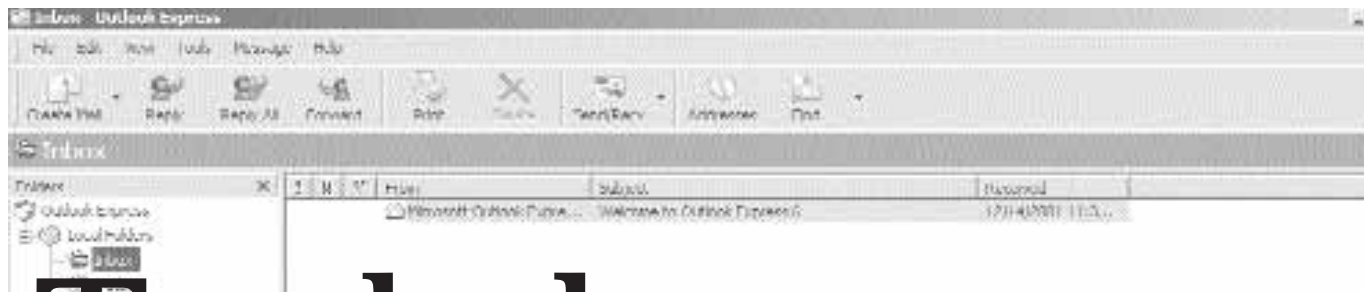 Inbox Outlook Express
File Edit View Tools Message Help
Create Mail Reply Reply All Forward Print Delete Send/Recv Addresses Find
Inbox
Folders From Subject Received
Outlook Express Microsoft Outlook Expre... Welcome to Outlook Express 6
Local Folders
Inbox